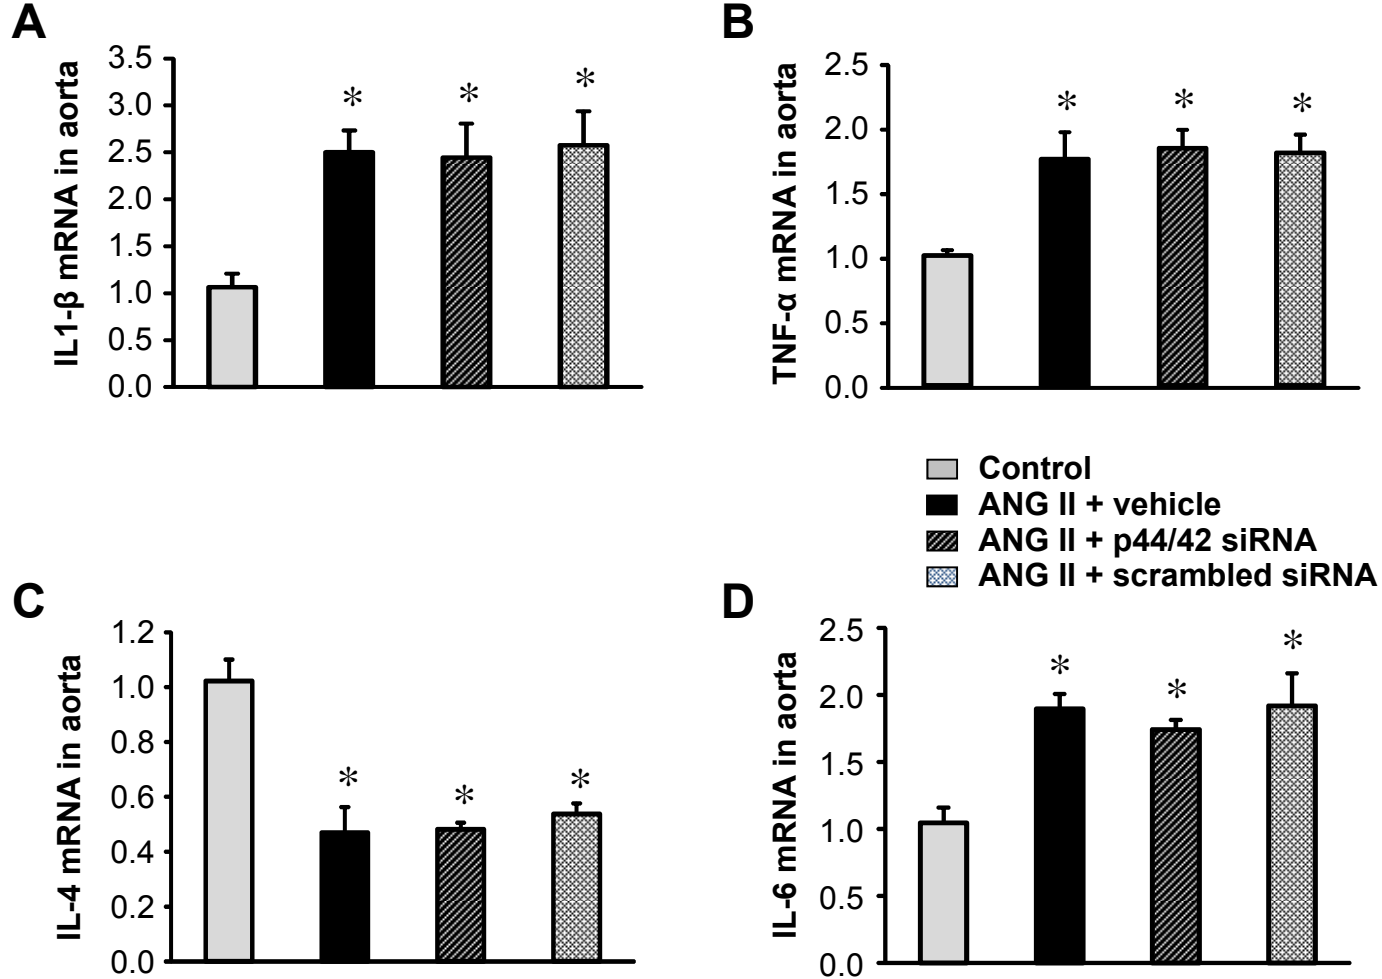 A
IL1-β mRNA in aorta
3.5
3.0
2.5
2.0
1.5
1.0
0.5
0.0
* * *
B
TNF-α mRNA in aorta
2.5
2.0
1.5
1.0
0.5
0.0
* * *
Control
ANG II + vehicle
ANG II + p44/42 siRNA
ANG II + scrambled siRNA
C
IL-4 mRNA in aorta
1.2
1.0
0.8
0.6
0.4
0.2
0.0
* * *
D
IL-6 mRNA in aorta
2.5
2.0
1.5
1.0
0.5
0.0
* * *